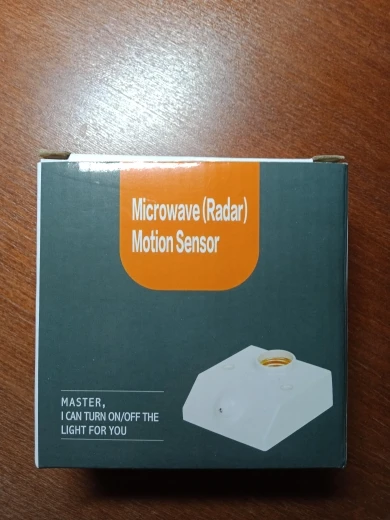 Microwave (Radar)
Motion Sensor
MASTER,
I CAN TURN ON/OFF THE
LIGHT FOR YOU